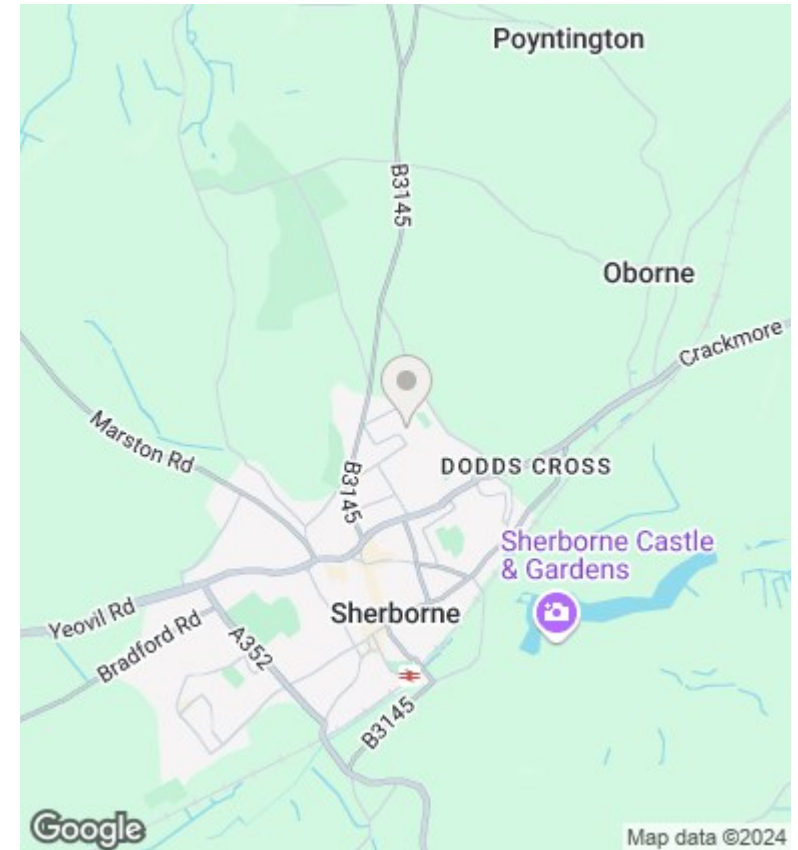 Poyntington
B3145
Oborne
Crackmore
Marston Rd
B3145
DODDS CROSS
Sherborne Castle
& Gardens
Sherborne
Yeovil Rd
Bradford Rd
A352
B3145
Google
Map data ©2024